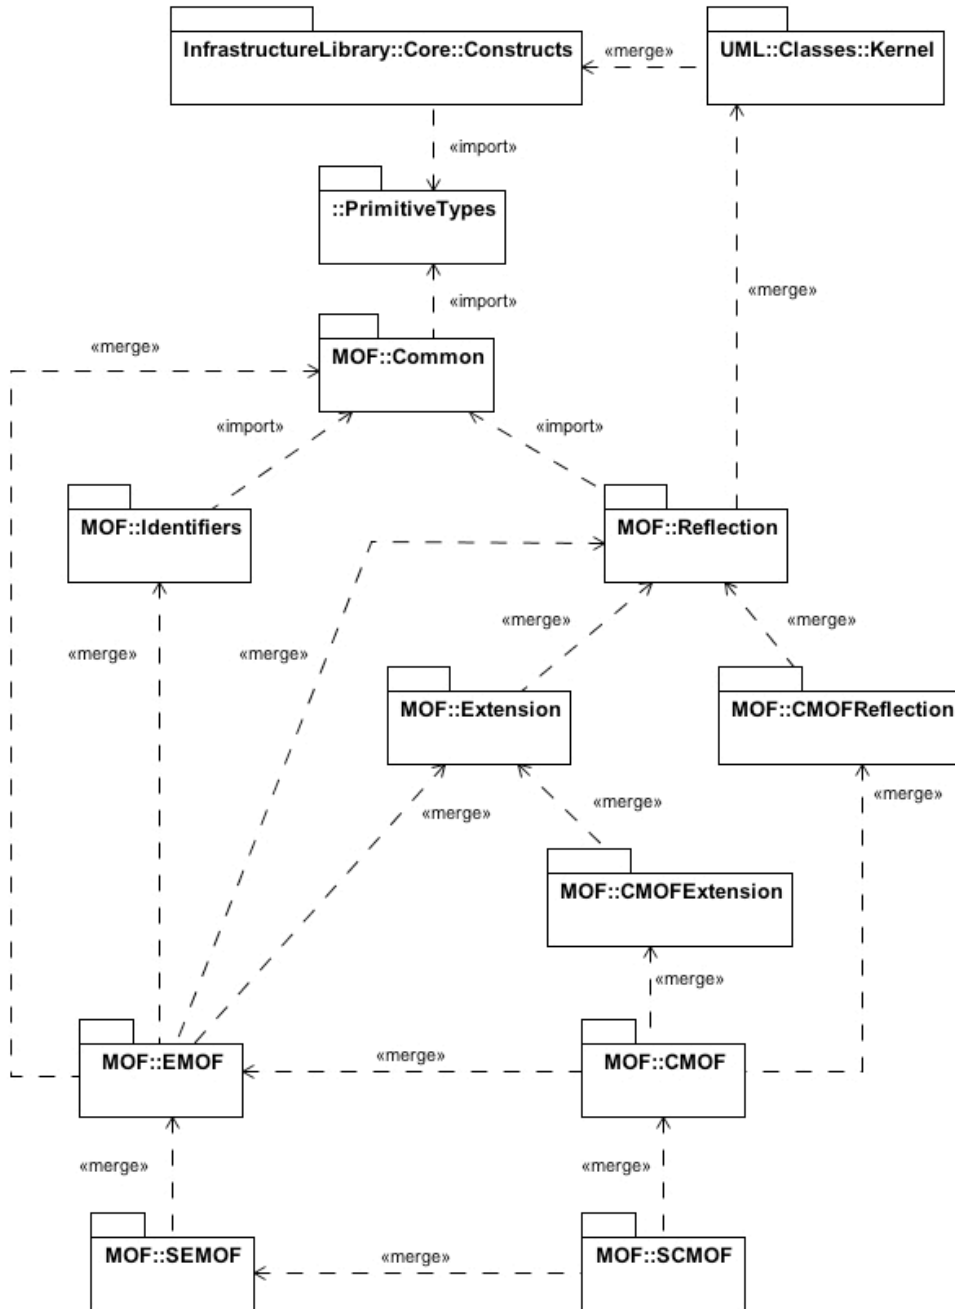 InfrastructureLibrary::Core::Constructs
«merge»
UML::Classes::Kernel
«import»
::PrimitiveTypes
«merge»
«import»
«merge»
MOF::Common
«import»
«import»
MOF::Identifiers
MOF::Reflection
«merge»
«merge»
«merge»
«merge»
MOF::Extension
MOF::CMOFReflection
«merge»
«merge»
«merge»
MOF::CMOFExtension
«merge»
MOF::EMOF
«merge»
MOF::CMOF
«merge»
«merge»
MOF::SEMOF
«merge»
MOF::SCMOF